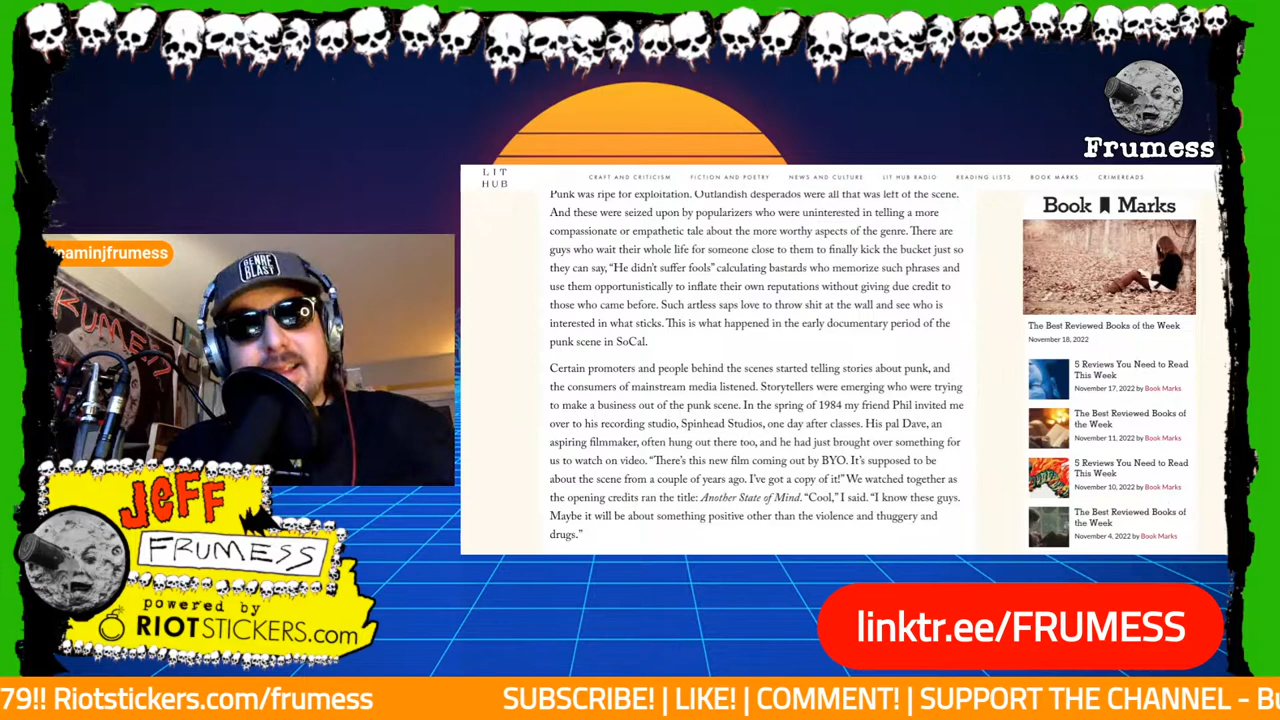 Frumess
LIT
HUB
CRAFT AND CRITICISM
FICTION AND POETRY
NEWS AND CULTURE
LIT HUB RADIO
READING LISTS
BOOK MARKS
CRIMEREADS
Punk was ripe for exploitation. Outlandish desperados were all that was left of the scene.
And these were seized upon by popularizers who were uninterested in telling a more
compassionate or empathetic tale about the more worthy aspects of the genre. There are
guys who wait their whole life for someone close to them to finally kick the bucket just so
they can say, “He didn’t suffer fools” calculating bastards who memorize such phrases and
use them opportunistically to inflate their own reputations without giving due credit to
those who came before. Such artless saps love to throw shit at the wall and see who is
interested in what sticks. This is what happened in the early documentary period of the
punk scene in SoCal.
Certain promoters and people behind the scenes started telling stories about punk, and
the consumers of mainstream media listened. Storytellers were emerging who were trying
to make a business out of the punk scene. In the spring of 1984 my friend Phil invited me
over to his recording studio, Spinhead Studios, one day after classes. His pal Dave, an
aspiring filmmaker, often hung out there too, and he had just brought over something for
us to watch on video. “There’s this new film coming out by BYO. It’s supposed to be
about the scene from a couple of years ago. I’ve got a copy of it!” We watched together as
the opening credits ran the title: Another State of Mind. “Cool,” I said. “I know these guys.
Maybe it will be about something positive other than the violence and thuggery and
drugs.”
Book Marks
The Best Reviewed Books of the Week
November 18, 2022
5 Reviews You Need to Read
This Week
November 17, 2022 by Book Marks
The Best Reviewed Books of
the Week
November 11, 2022 by Book Marks
5 Reviews You Need to Read
This Week
November 10, 2022 by Book Marks
The Best Reviewed Books of
the Week
November 4, 2022 by Book Marks
eaminjfrumess
GENRE
BLAST
RUMES
JEFF
FRUMESS
powered by
RIOTSTICKERS.com
linktr.ee/FRUMESS
79!! Riotstickers.com/frumess
SUBSCRIBE! | LIKE! | COMMENT! | SUPPORT THE CHANNEL - Bu